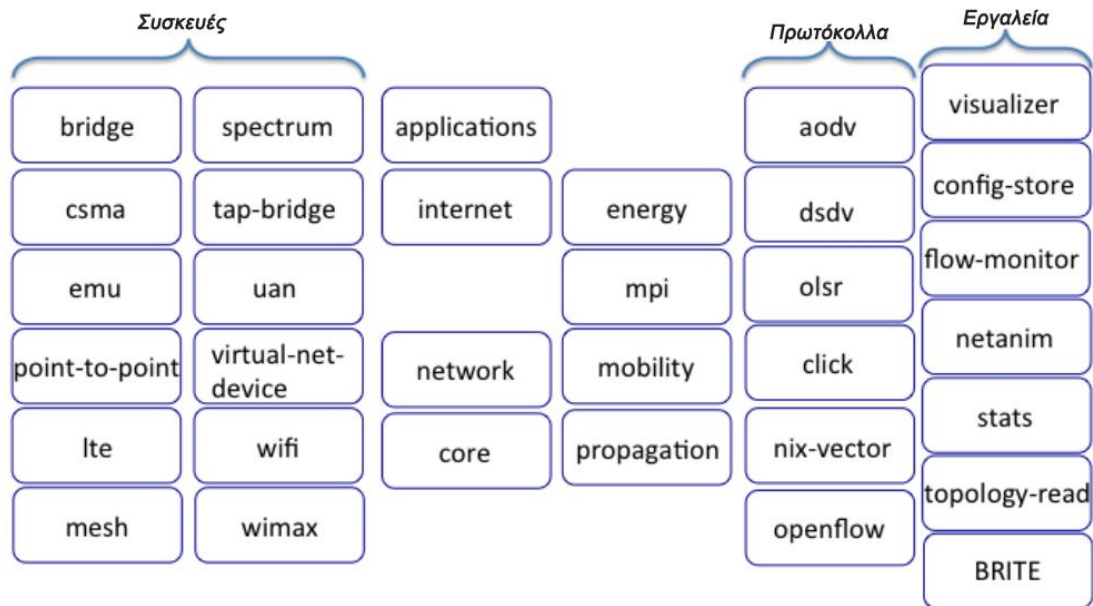 Συσκευές
Πρωτόκολλα
Εργαλεία
bridge
spectrum
applications
aodv
visualizer
csma
tap-bridge
internet
energy
dsdv
config-store
emu
uan
mpi
olsr
flow-monitor
point-to-point
virtual-net-
device
network
mobility
click
netanim
lte
wifi
core
propagation
nix-vector
stats
mesh
wimax
openflow
topology-read
BRITE